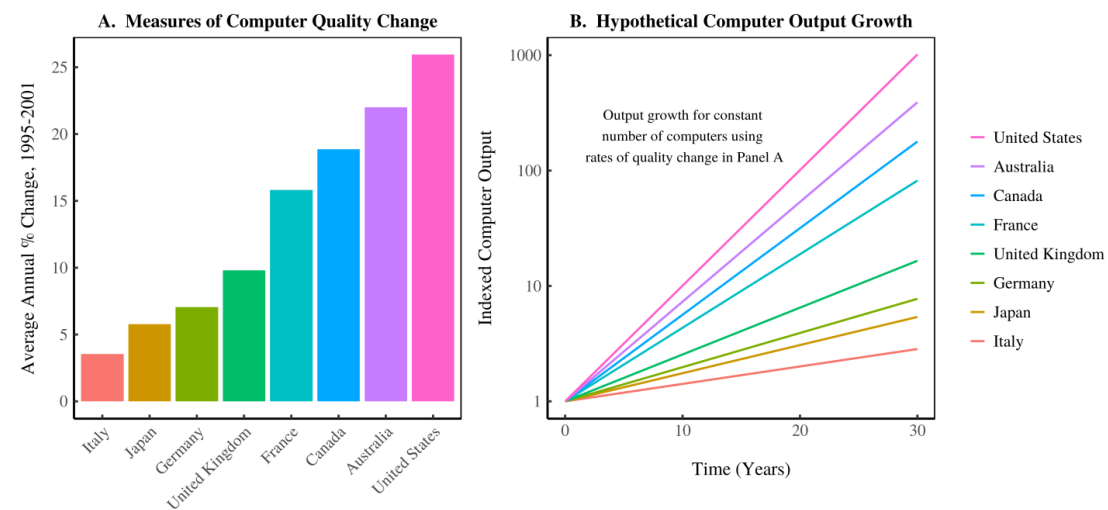 A. Measures of Computer Quality Change
Average Annual % Change, 1995-2001
25
20
15
10
5
0
Italy
Japan
Germany
United Kingdom
France
Canada
Australia
United States
B. Hypothetical Computer Output Growth
Indexed Computer Output
1000
100
10
1
Output growth for constant
number of computers using
rates of quality change in Panel A
0
10
20
30
Time (Years)
United States
Australia
Canada
France
United Kingdom
Germany
Japan
Italy